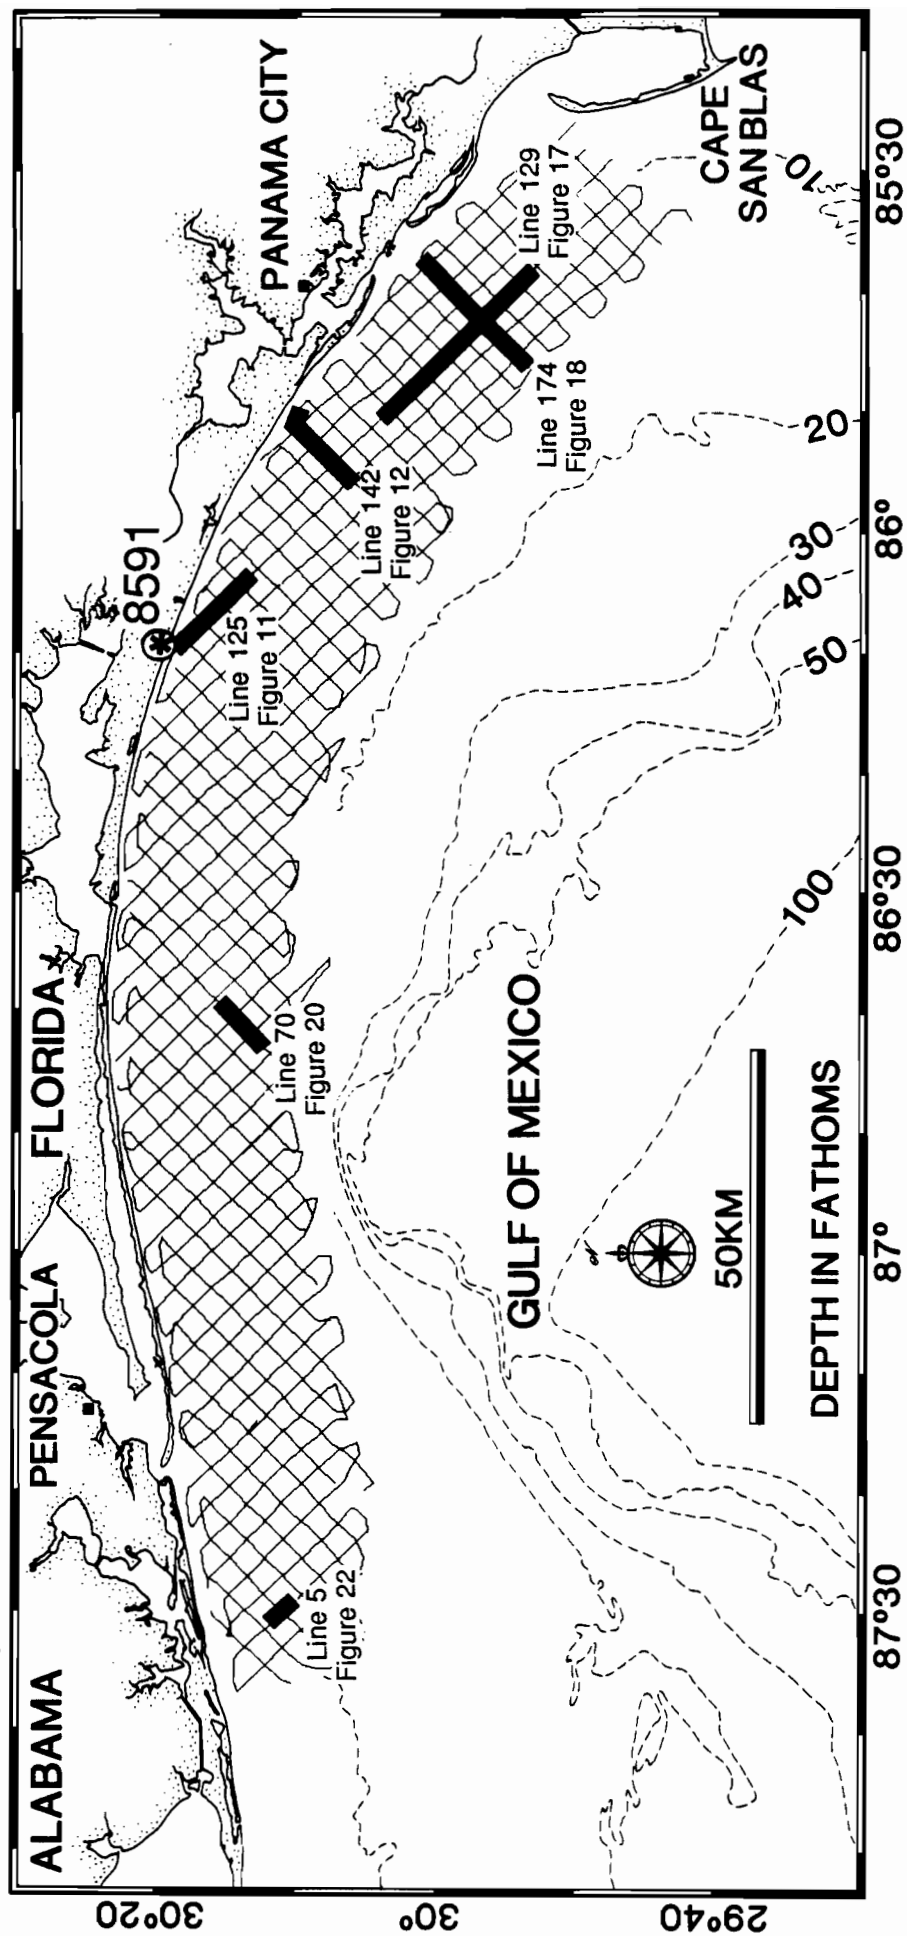 ALABAMA
PENSACOLA
FLORIDA
8591
PANAMA CITY
CAPE
SAN BLAS
Line 5
Figure 22
Line 70
Figure 20
Line 125
Figure 11
Line 142
Figure 12
Line 174
Figure 18
Line 129
Figure 17
GULF OF MEXICO
N
50KM
DEPTH IN FATHOMS
10
20
30
40
50
100
30°20
30°
29°40
87°30
87°
86°30
86°
85°30